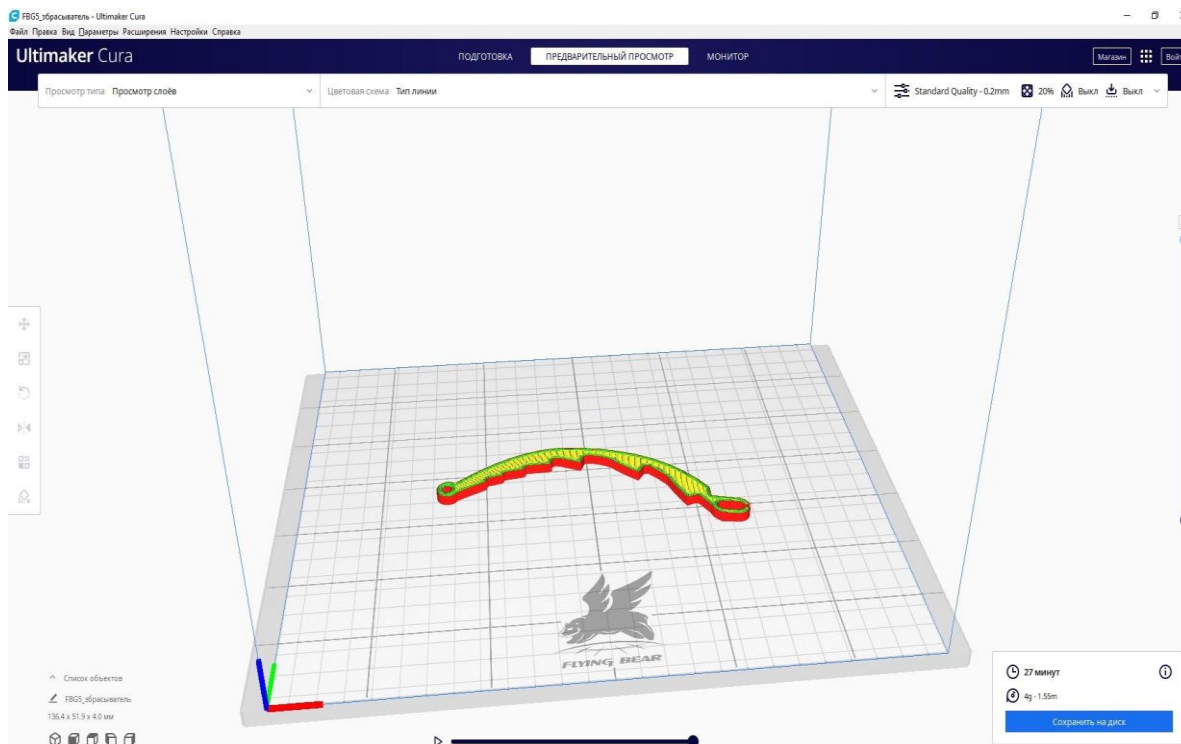 FBG5_збрасыватель - Ultimaker Cura
Файл Правка Вид Параметры Расширения Настройки Справка
Ultimaker Cura
ПОДГОТОВКА ПРЕДВАРИТЕЛЬНЫЙ ПРОСМОТР МОНИТОР
Магазин Войт
Просмотр типа Просмотр слоёв
Цветовая схема Тип линии
Standard Quality - 0.2mm 20% Выкл Выкл
FLYING BEAR
Список объектов
FBG5_збрасыватель
136.4 x 51.9 x 4.0 мм
27 минут
4g · 1.55m
Сохранить на диск